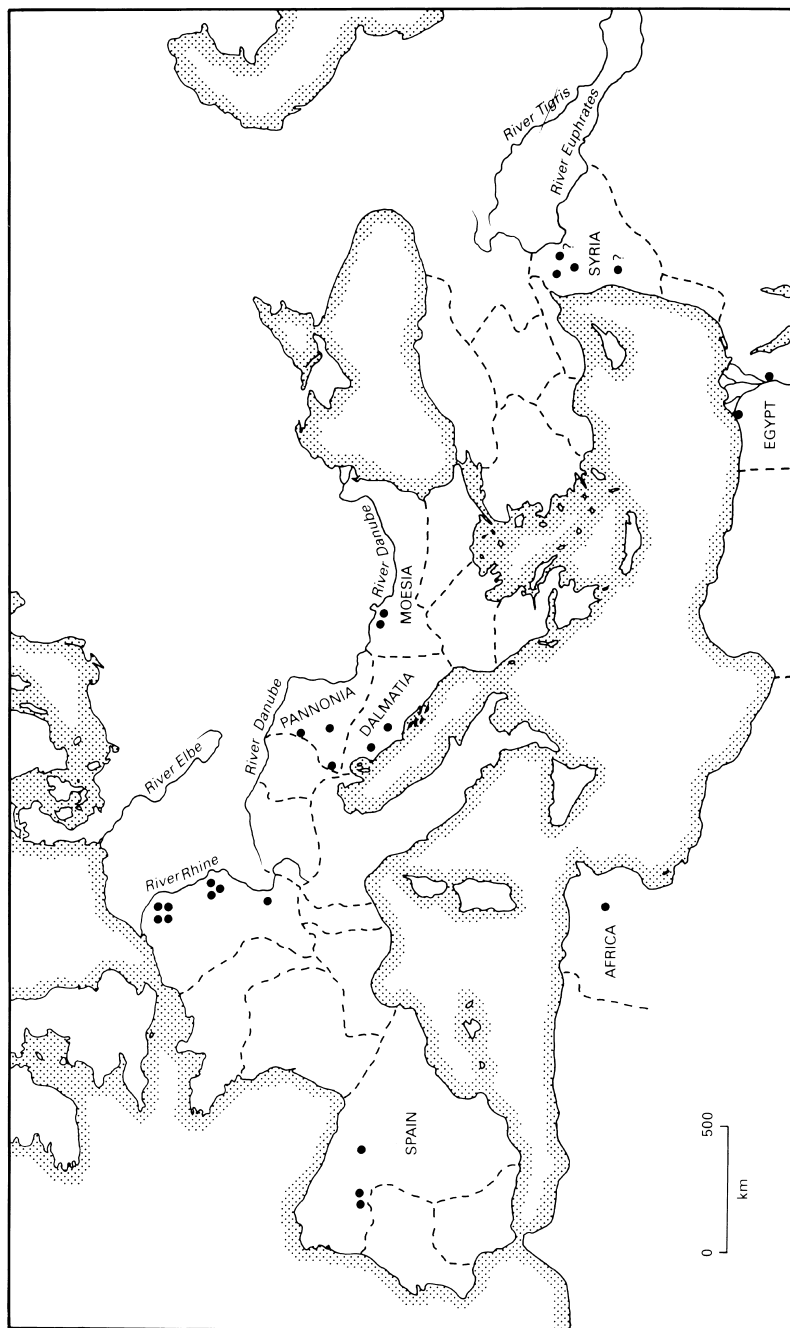 River Elbe
River Rhine
River Danube
PANNONIA
DALMATIA
River Danube
MOESIA
River Tigris
River Euphrates
?
SYRIA
?
SPAIN
AFRICA
EGYPT
0 500
km